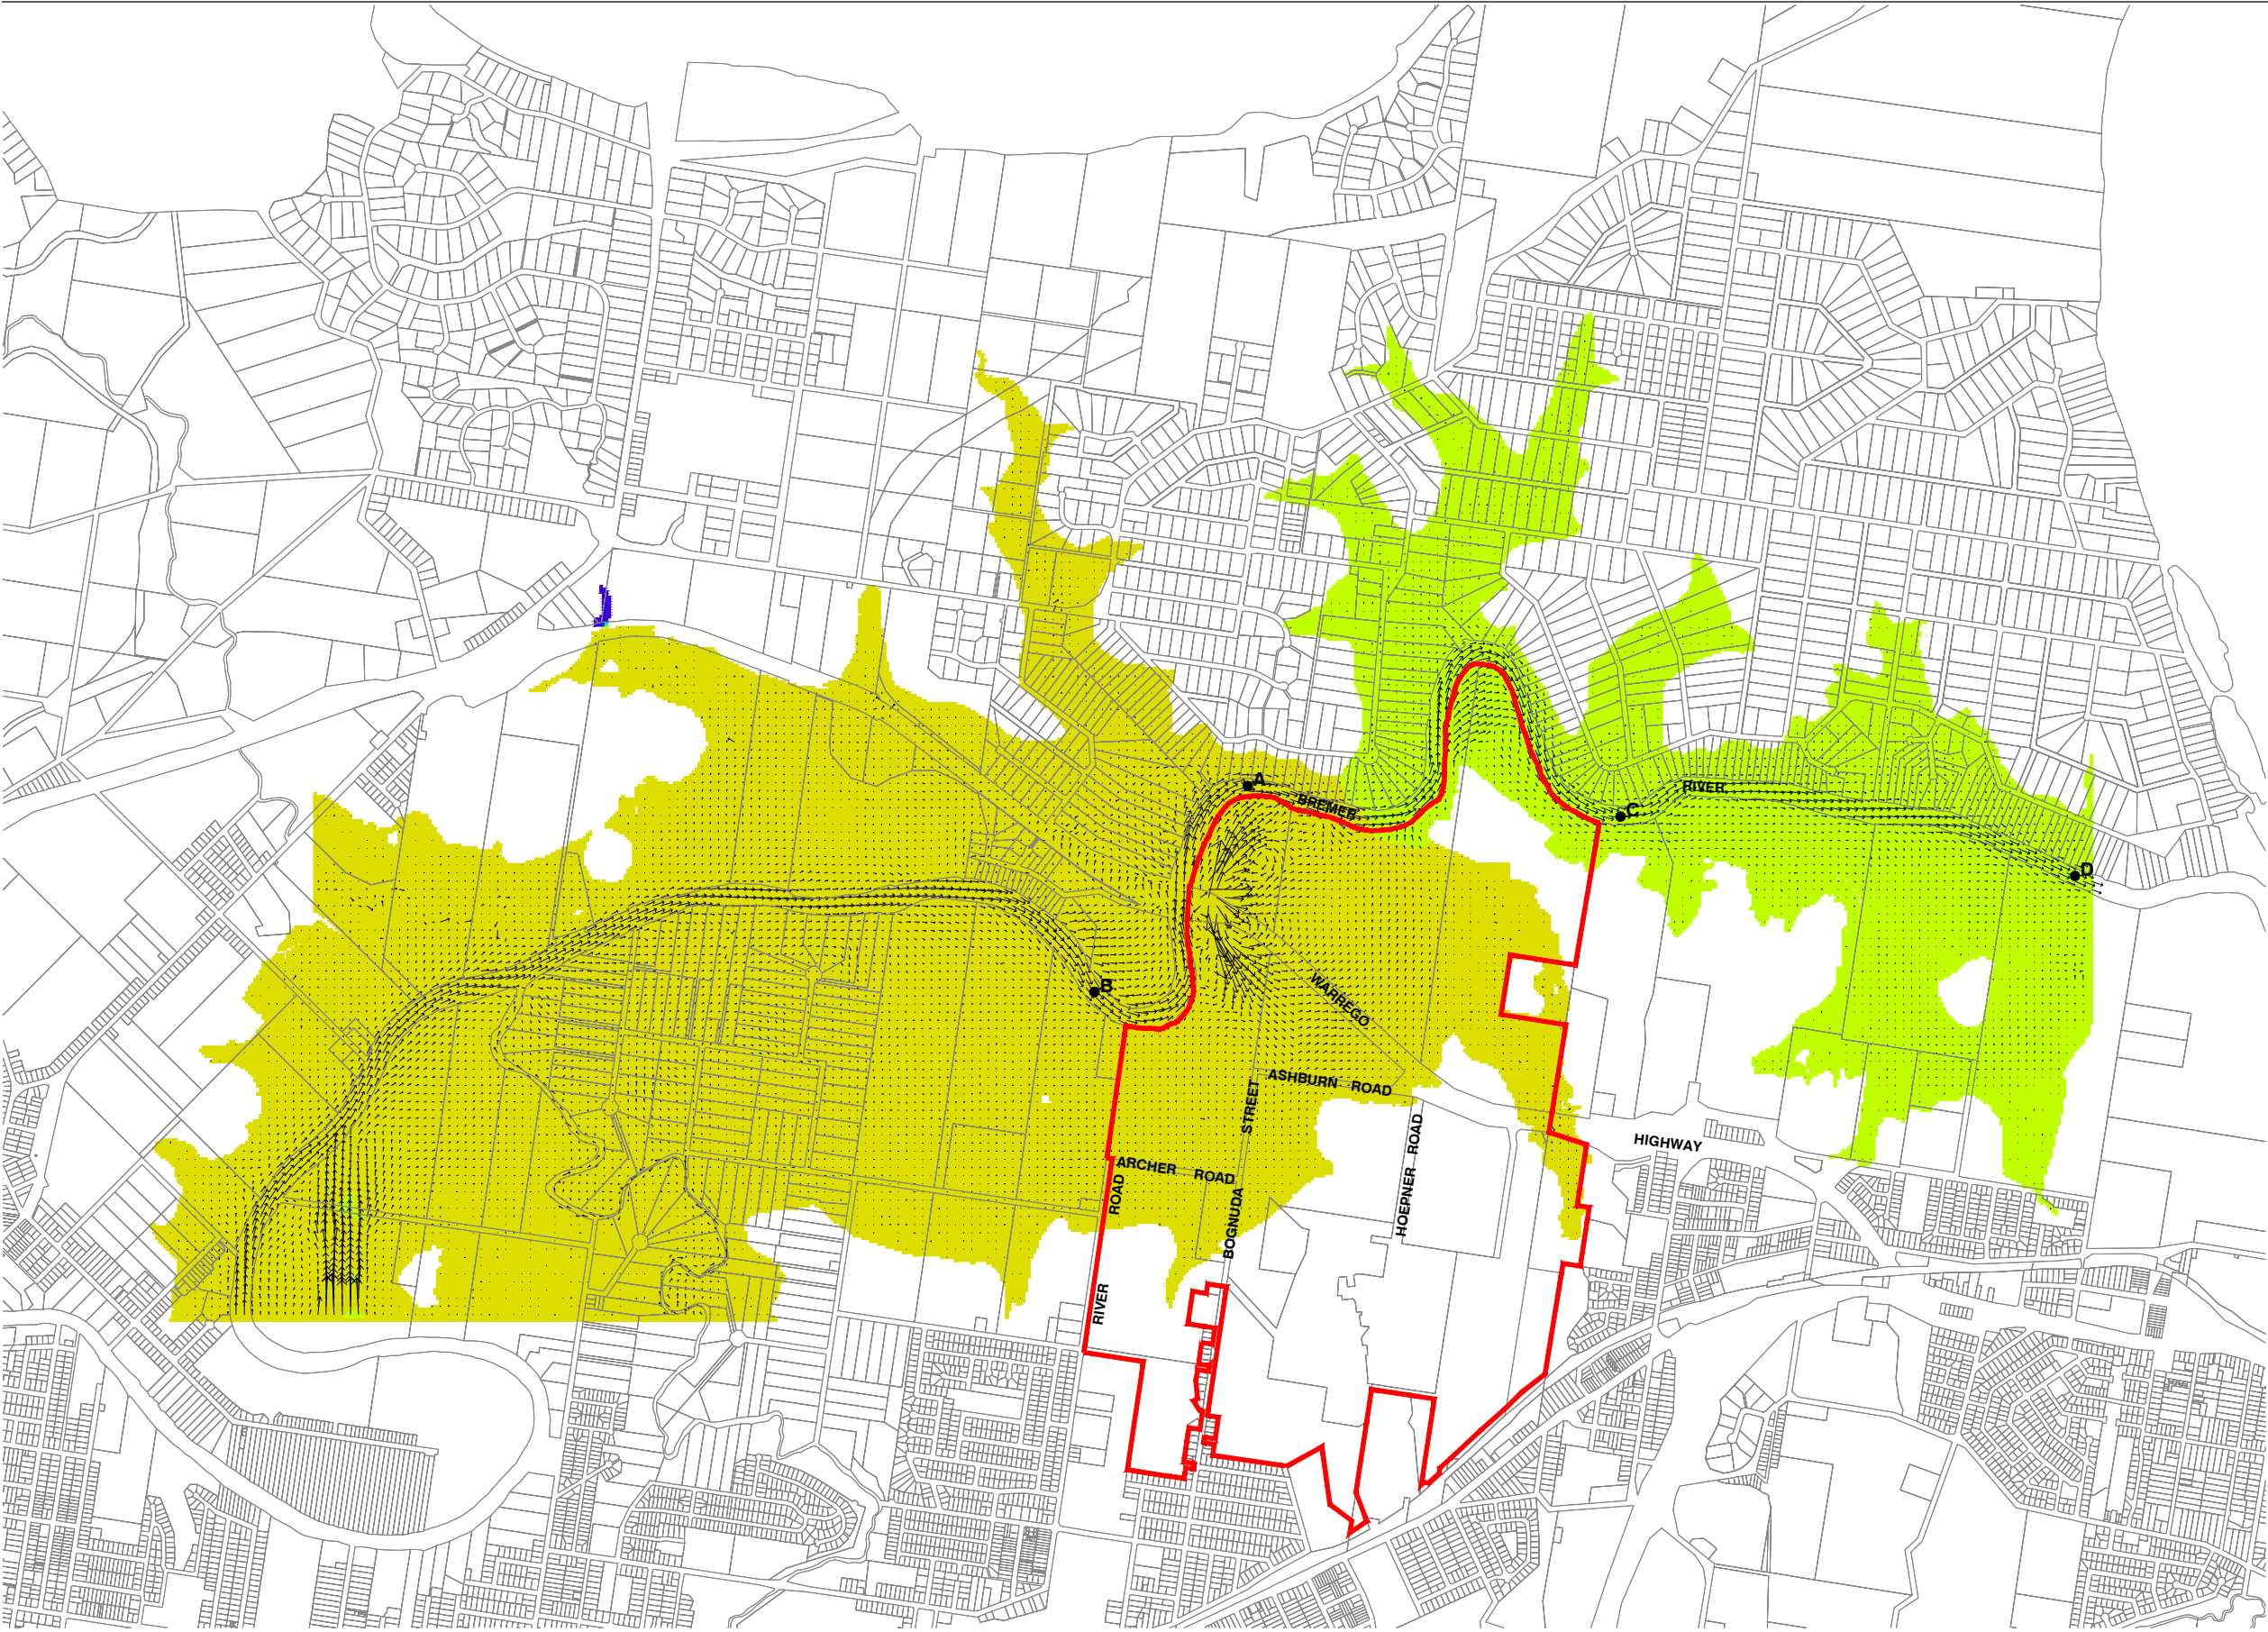 A
BREMER
RIVER
C
D
B
WARREGO
ASHBURN ROAD
STREET
HIGHWAY
ARCHER ROAD
ROAD
HOEPNER ROAD
BOGNUDA
RIVER